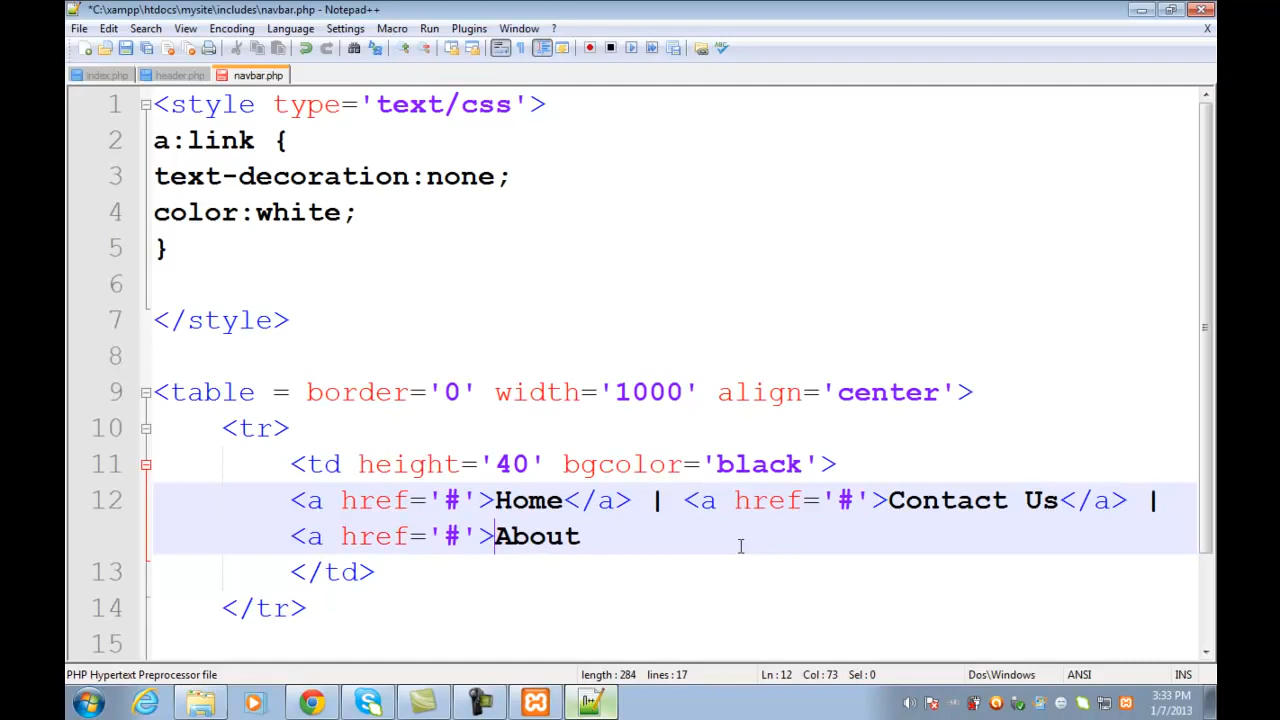 *C:\xampp\htdocs\mysite\includes\navbar.php - Notepad++
File Edit Search View Encoding Language Settings Macro Run Plugins Window ? X
index.php header.php navbar.php
1 <style type='text/css'>
2 a:link {
3 text-decoration:none;
4 color:white;
5 }
6
7 </style>
8
9 <table = border='0' width='1000' align='center'>
10 <tr>
11 <td height='40' bgcolor='black'>
12 <a href='#'>Home</a> | <a href='#'>Contact Us</a> |
<a href='#'>About
13 </td>
14 </tr>
15
PHP Hypertext Preprocessor file length : 284 lines : 17 Ln : 12 Col : 73 Sel : 0 Dos\Windows ANSI INS
3:33 PM
1/7/2013